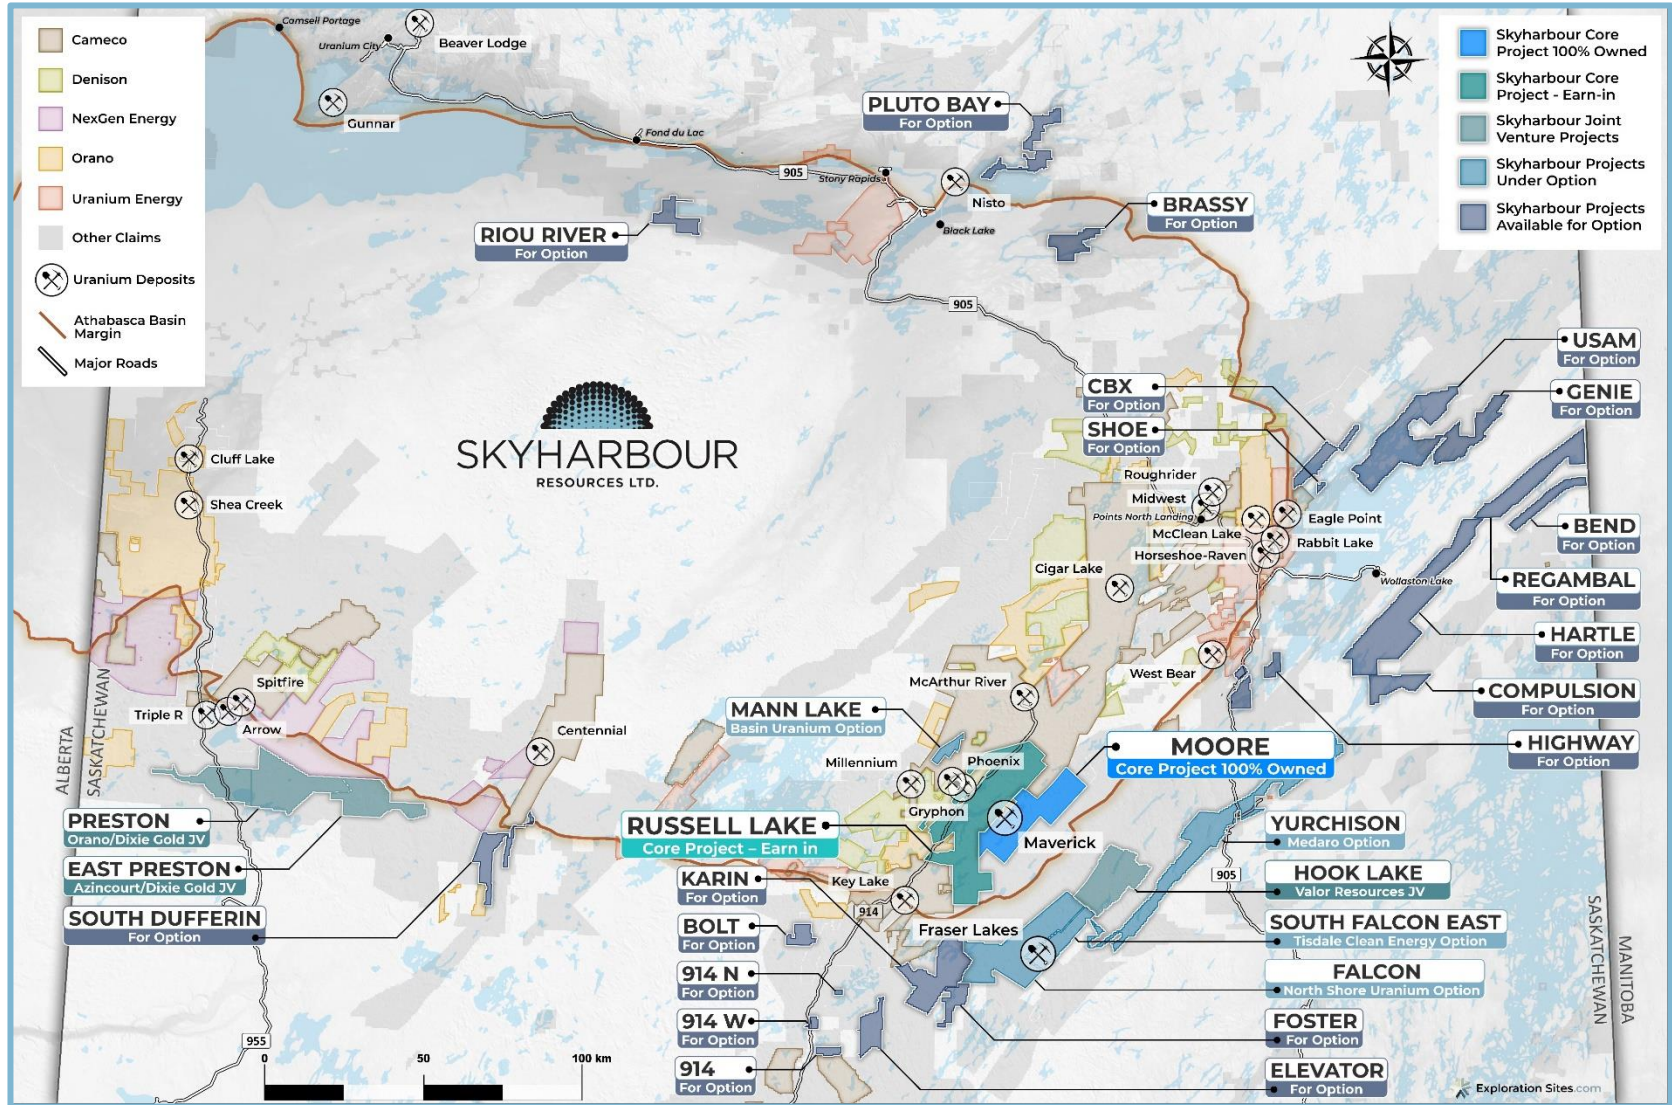 Cameco
Denison
NexGen Energy
Orano
Uranium Energy
Other Claims
Uranium Deposits
Athabasca Basin
Margin
Major Roads
Skyharbour Core
Project 100% Owned
Skyharbour Core
Project - Earn-in
Skyharbour Joint
Venture Projects
Skyharbour Projects
Under Option
Skyharbour Projects
Available for Option
Camsell Portage
Uranium City
Beaver Lodge
Gunnar
Fond du Lac
905
Stony Rapids
PLUTO BAY
For Option
Nisto
Black Lake
BRASSY
For Option
RIOU RIVER
For Option
905
SKYHARBOUR
RESOURCES LTD.
USAM
For Option
GENIE
For Option
CBX
For Option
SHOE
For Option
Cluff Lake
Shea Creek
Roughrider
Midwest
Points North Landing
McClean Lake
Horseshoe-Raven
Eagle Point
Rabbit Lake
Cigar Lake
Wollaston Lake
BEND
For Option
REGAMBAL
For Option
HARTLE
For Option
COMPULSION
For Option
HIGHWAY
For Option
West Bear
McArthur River
Spitfire
Triple R
Arrow
Centennial
ALBERTA
SASKATCHEWAN
MANN LAKE
Basin Uranium Option
Millennium
Phoenix
Gryphon
MOORE
Core Project 100% Owned
Maverick
RUSSELL LAKE
Core Project – Earn in
PRESTON
Orano/Dixie Gold JV
EAST PRESTON
Azincourt/Dixie Gold JV
SOUTH DUFFERIN
For Option
KARIN
For Option
Key Lake
914
BOLT
For Option
Fraser Lakes
914 N
For Option
914 W
For Option
914
For Option
YURCHISON
Medaro Option
905
HOOK LAKE
Valor Resources JV
SOUTH FALCON EAST
Tisdale Clean Energy Option
FALCON
North Shore Uranium Option
FOSTER
For Option
ELEVATOR
For Option
SASKATCHEWAN
MANITOBA
955
0 50 100 km
Exploration Sites.com